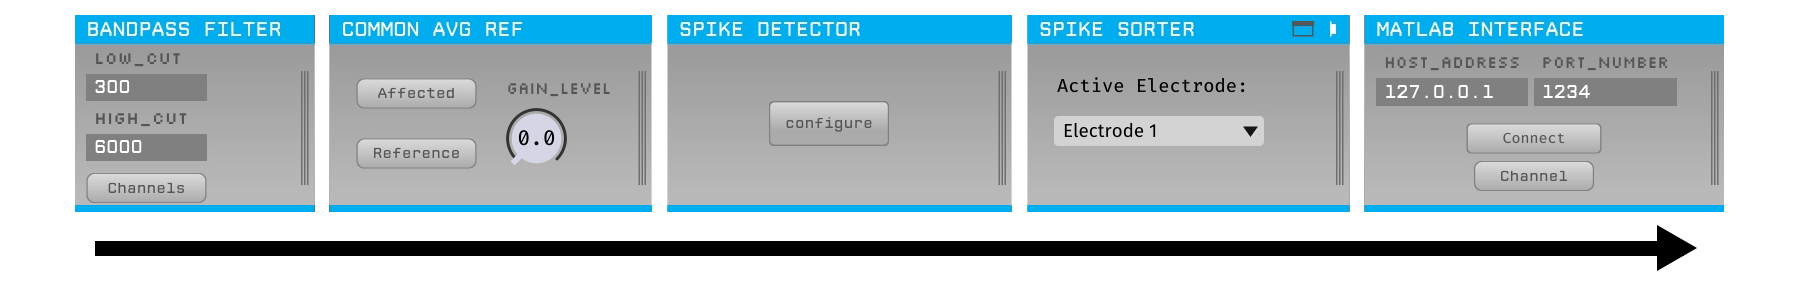 BANDPASS FILTER
LOW_CUT
300
HIGH_CUT
6000
Channels
COMMON AVG REF
Affected
Reference
GAIN_LEVEL
0.0
SPIKE DETECTOR
configure
SPIKE SORTER
Active Electrode:
Electrode 1
MATLAB INTERFACE
HOST_ADDRESS PORT_NUMBER
127.0.0.1 1234
Connect
Channel